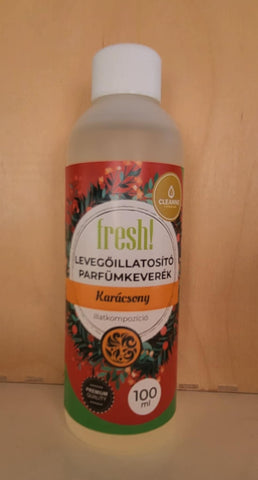 CLEANNE
fresh!
LEVEGŐILLATOSÍTÓ
PARFÜMKEVERÉK
Karácsony
illatkompozíció
PREMIUM
QUALITY
100
ml